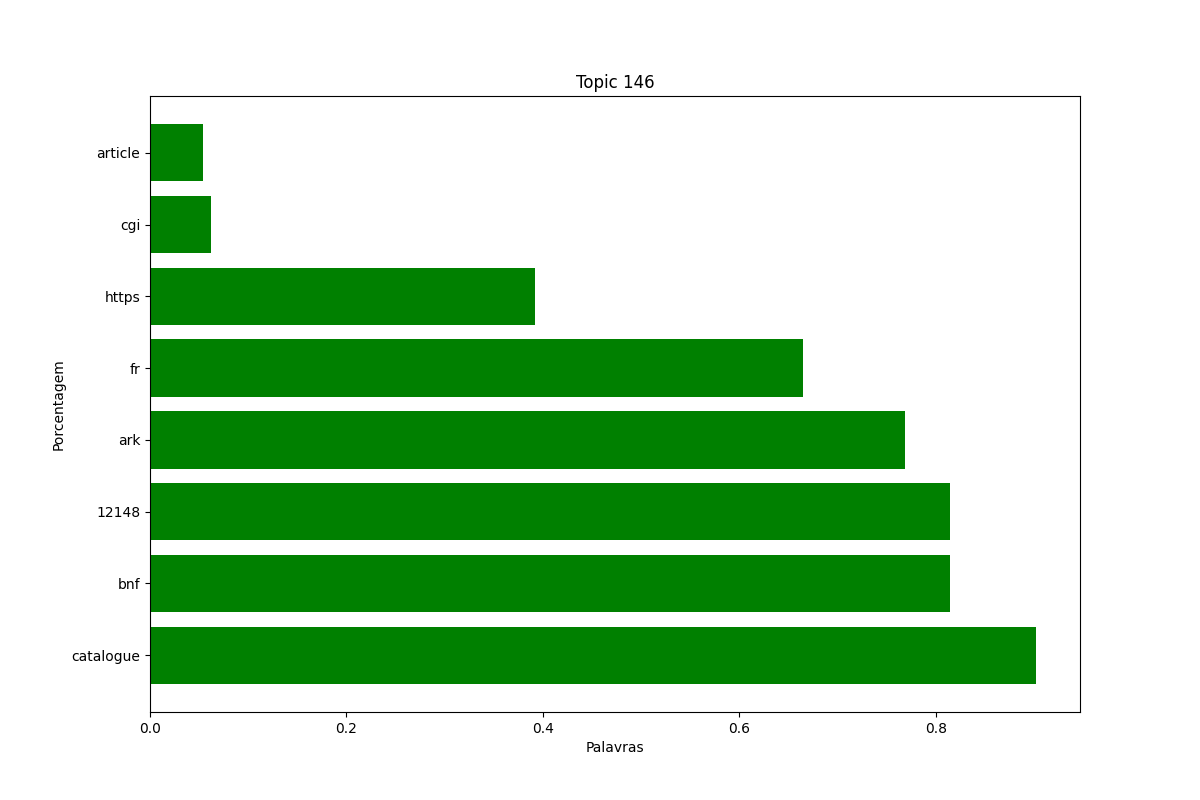 Topic 146
article
cgi
https
fr
ark
12148
bnf
catalogue
Porcentagem
0.0 0.2 0.4 0.6 0.8
Palavras